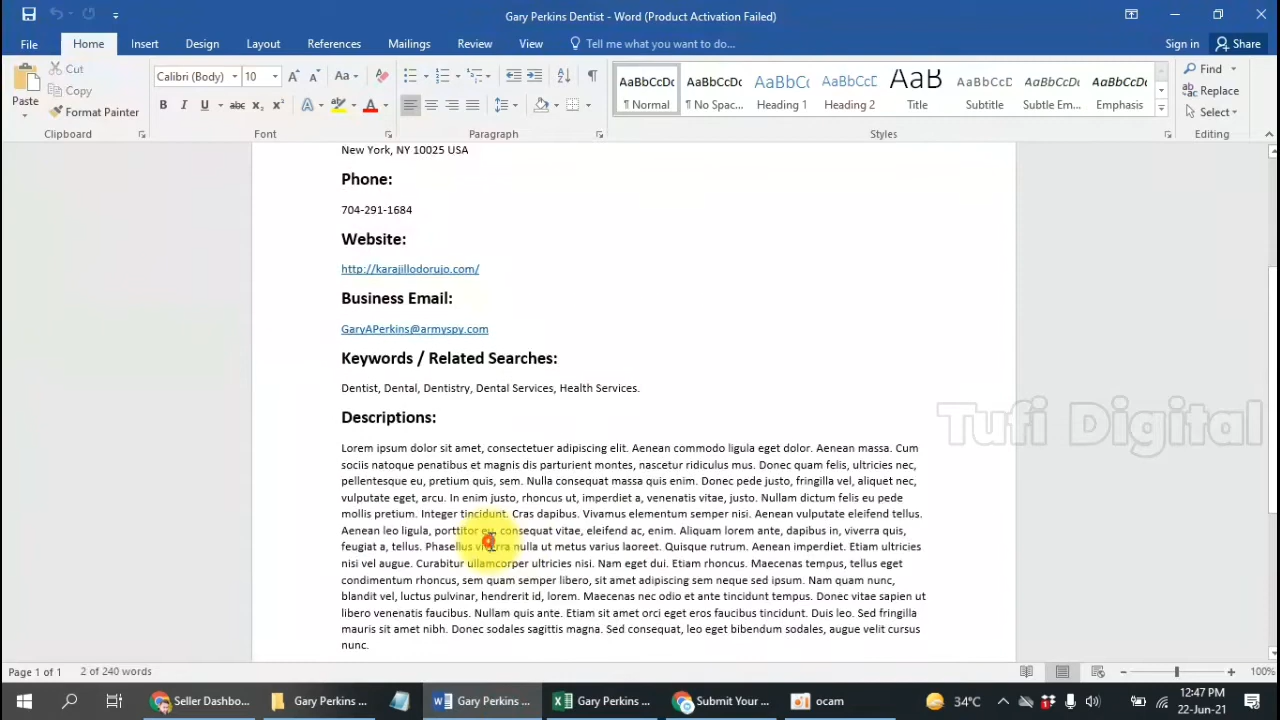 Gary Perkins Dentist - Word (Product Activation Failed)
File Home Insert Design Layout References Mailings Review View Tell me what you want to do... Sign in Share
Paste Cut Copy Format Painter
Calibri (Body) 10
AaBbCcDc AaBbCcDc AaBbCc AaBbCcD AaB AaBbCcD AaBbCcDc AaBbCcDc
¶ Normal ¶ No Spac... Heading 1 Heading 2 Title Subtitle Subtle Em... Emphasis
Find Replace Select
Clipboard Font Paragraph Styles Editing
New York, NY 10025 USA
Phone:
704-291-1684
Website:
http://karajillodorujo.com/
Business Email:
GaryAPerkins@armyspy.com
Keywords / Related Searches:
Dentist, Dental, Dentistry, Dental Services, Health Services.
Descriptions:
Lorem ipsum dolor sit amet, consectetuer adipiscing elit. Aenean commodo ligula eget dolor. Aenean massa. Cum
sociis natoque penatibus et magnis dis parturient montes, nascetur ridiculus mus. Donec quam felis, ultricies nec,
pellentesque eu, pretium quis, sem. Nulla consequat massa quis enim. Donec pede justo, fringilla vel, aliquet nec,
vulputate eget, arcu. In enim justo, rhoncus ut, imperdiet a, venenatis vitae, justo. Nullam dictum felis eu pede
mollis pretium. Integer tincidunt. Cras dapibus. Vivamus elementum semper nisi. Aenean vulputate eleifend tellus.
Aenean leo ligula, porttitor eu, consequat vitae, eleifend ac, enim. Aliquam lorem ante, dapibus in, viverra quis,
feugiat a, tellus. Phasellus viverra nulla ut metus varius laoreet. Quisque rutrum. Aenean imperdiet. Etiam ultricies
nisi vel augue. Curabitur ullamcorper ultricies nisi. Nam eget dui. Etiam rhoncus. Maecenas tempus, tellus eget
condimentum rhoncus, sem quam semper libero, sit amet adipiscing sem neque sed ipsum. Nam quam nunc,
blandit vel, luctus pulvinar, hendrerit id, lorem. Maecenas nec odio et ante tincidunt tempus. Donec vitae sapien ut
libero venenatis faucibus. Nullam quis ante. Etiam sit amet orci eget eros faucibus tincidunt. Duis leo. Sed fringilla
mauris sit amet nibh. Donec sodales sagittis magna. Sed consequat, leo eget bibendum sodales, augue velit cursus
nunc.
Tufi Digital
Page 1 of 1 2 of 240 words 100%
Seller Dashbo... Gary Perkins ... Gary Perkins ... Gary Perkins ... Submit Your ... ocam 34°C 12:47 PM
22-Jun-21